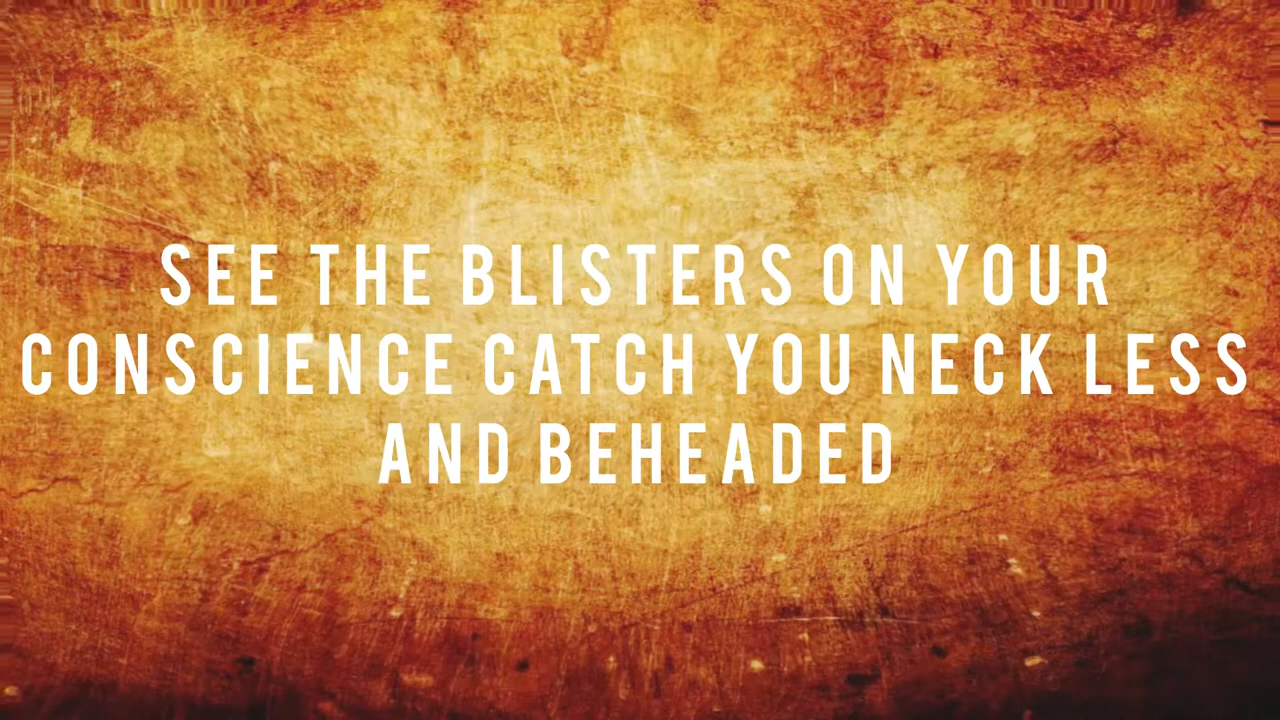 SEE THE BLISTERS ON YOUR
CONSCIENCE CATCH YOU NECK LESS
AND BEHEADED